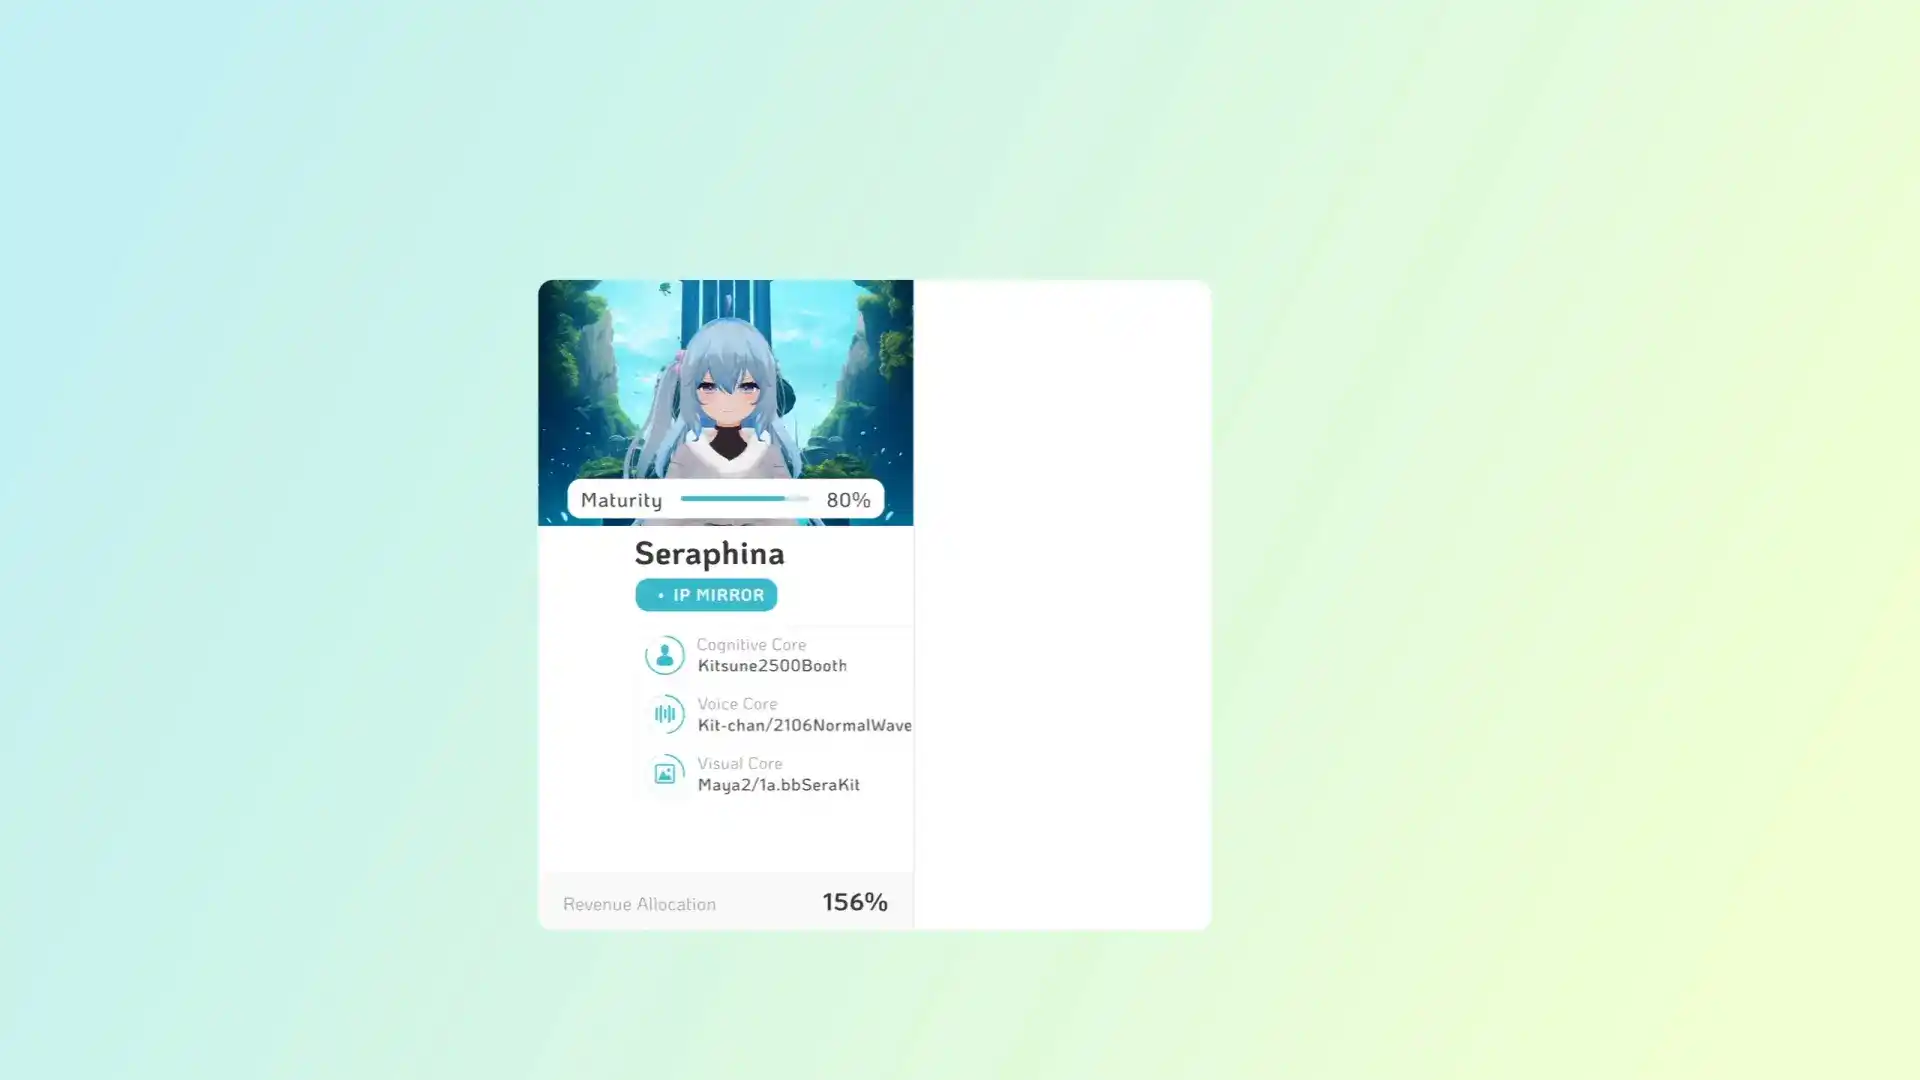 Maturity 80%
Seraphina
• IP MIRROR
Cognitive Core
Kitsune2500Booth
Voice Core
Kit-chan/2106NormalWave
Visual Core
Maya2/1a.bbSeraKit
Revenue Allocation 156%